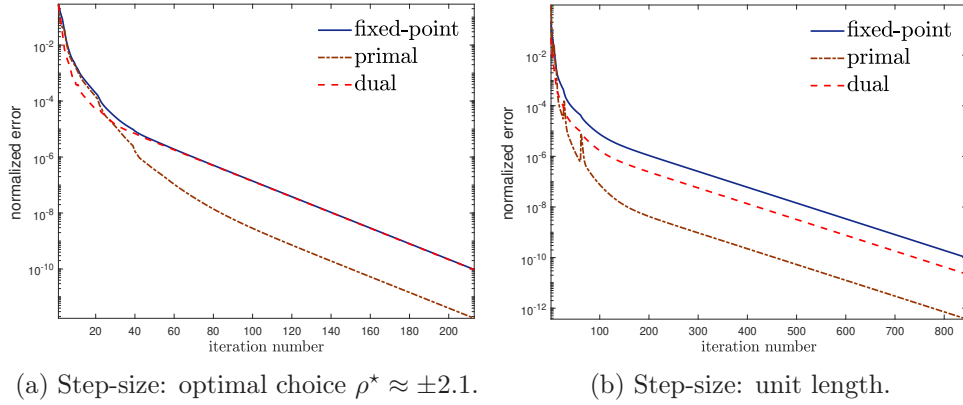 fixed-point
primal
dual
normalized error
10^-2
10^-4
10^-6
10^-8
10^-10
20 40 60 80 100 120 140 160 180 200
iteration number
(a) Step-size: optimal choice ρ* ≈ ±2.1.
fixed-point
primal
dual
normalized error
10^-2
10^-4
10^-6
10^-8
10^-10
10^-12
100 200 300 400 500 600 700 800
iteration number
(b) Step-size: unit length.